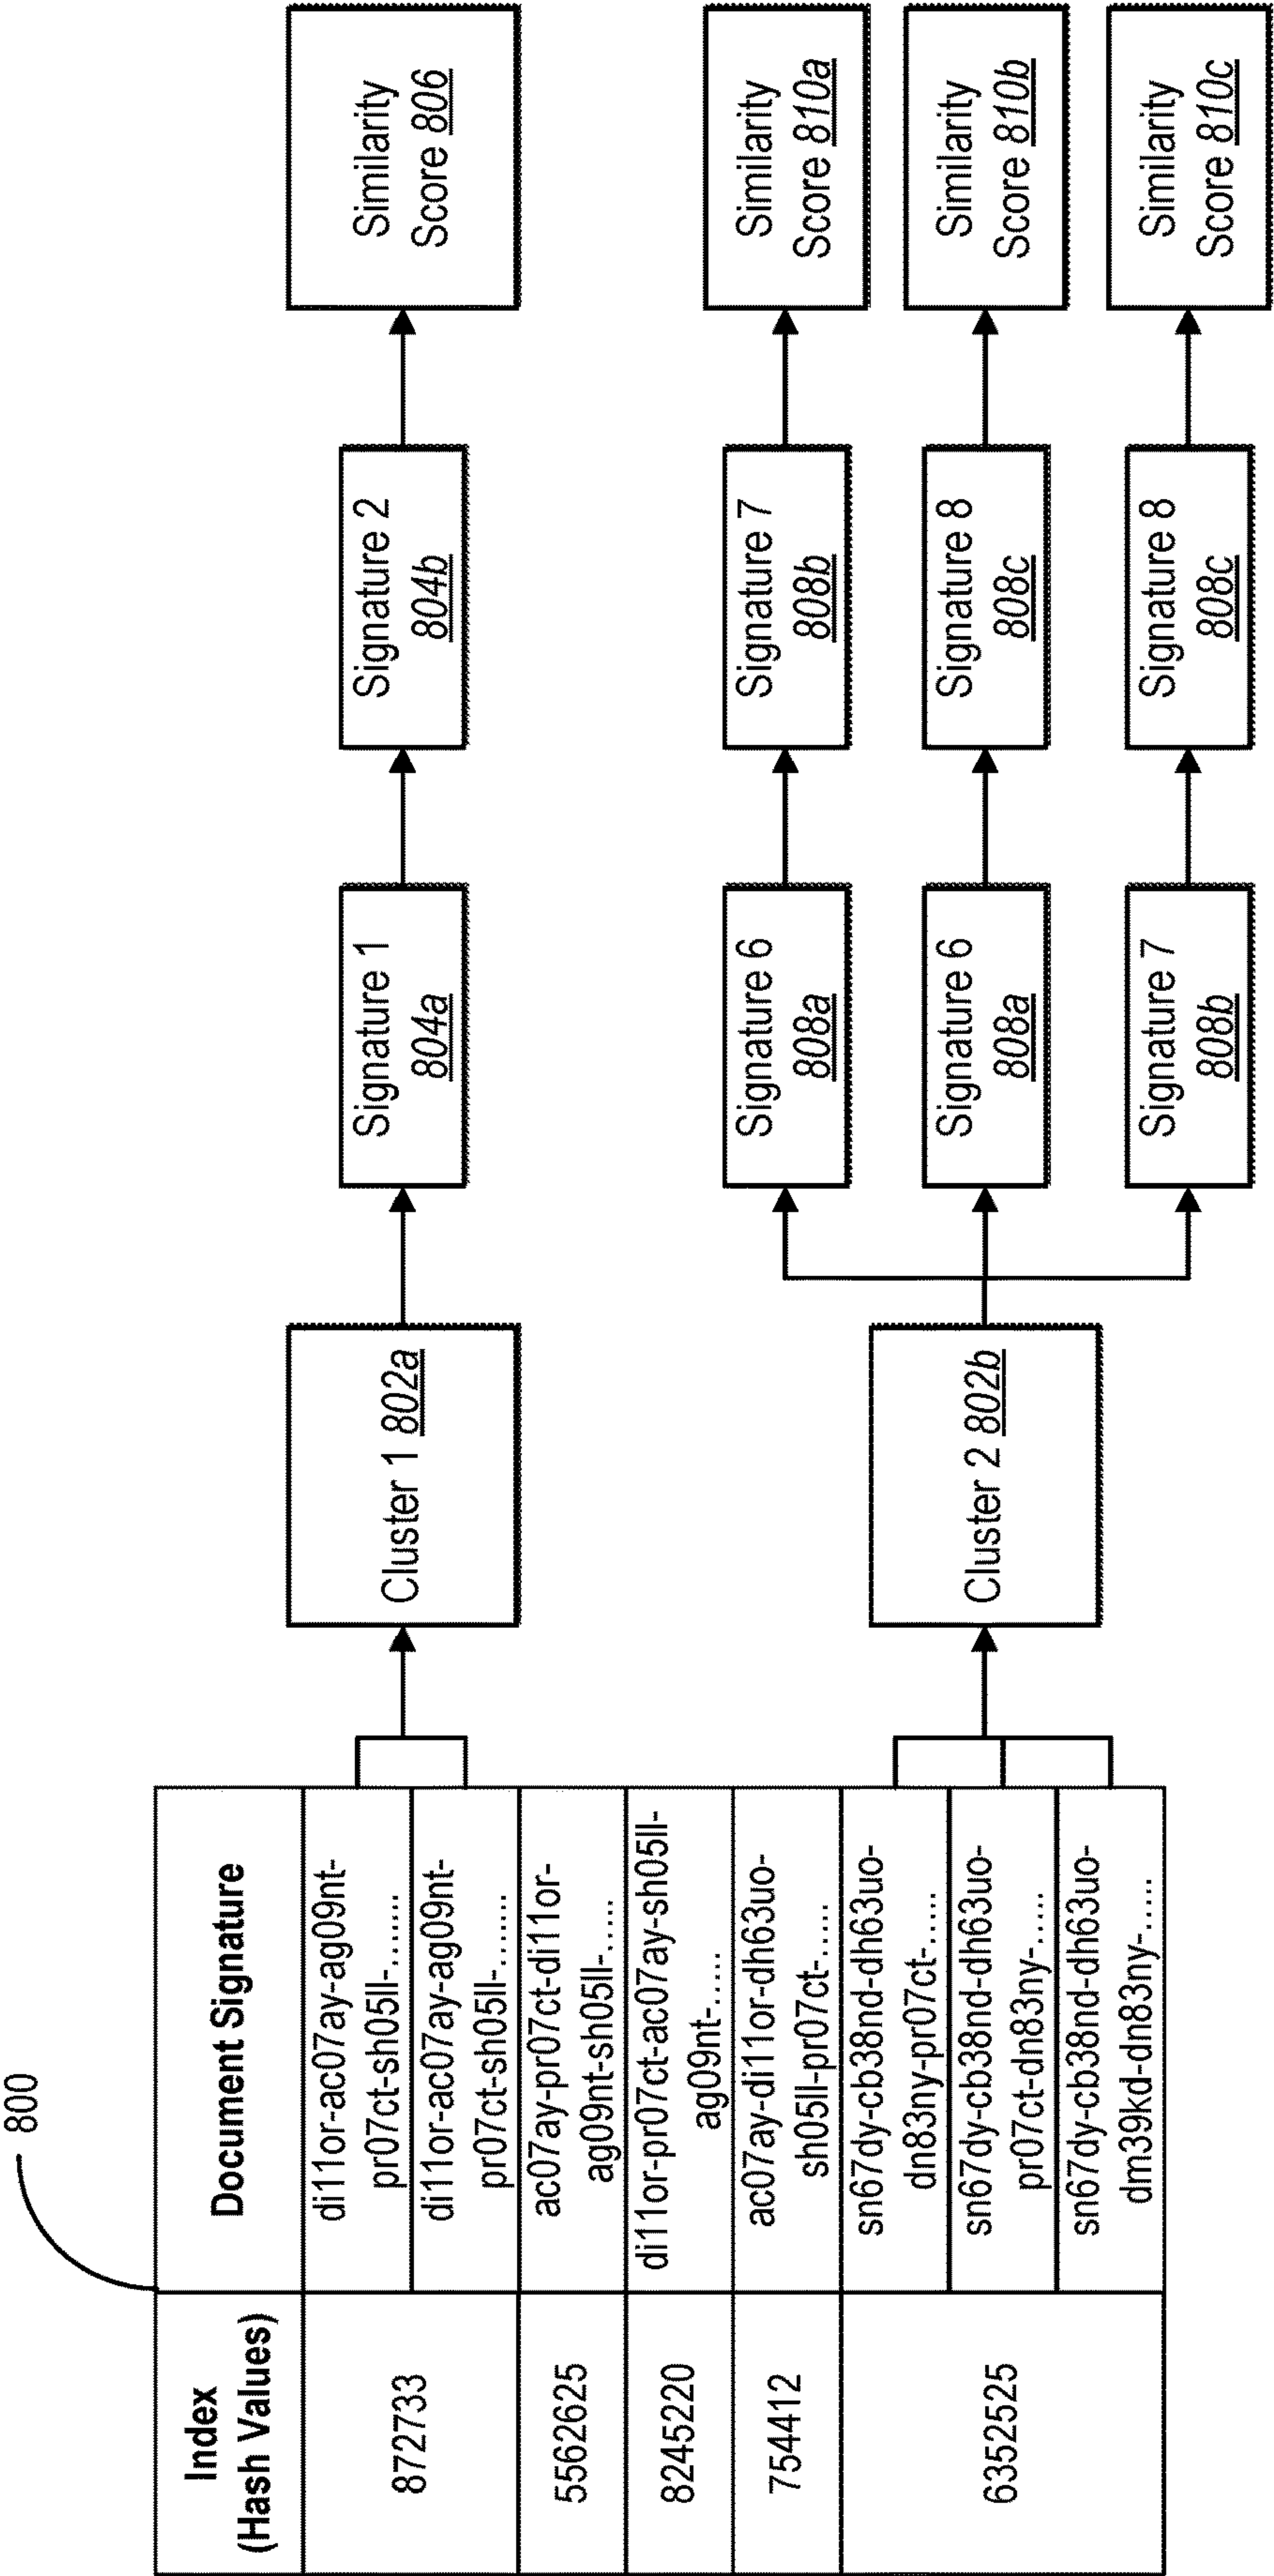 800
Index
(Hash Values)
Document Signature
872733
di11or-ac07ay-ag09nt-
pr07ct-sh05ll-.......
di11or-ac07ay-ag09nt-
pr07ct-sh05ll-.......
5562625
ac07ay-pr07ct-di11or-
ag09nt-sh05ll-.....
8245220
di11or-pr07ct-ac07ay-sh05ll-
ag09nt-.....
754412
ac07ay-di11or-dh63uo-
sh05ll-pr07ct-.....
6352525
sn67dy-cb38nd-dh63uo-
dn83ny-pr07ct-.....
sn67dy-cb38nd-dh63uo-
pr07ct-dn83ny-.....
sn67dy-cb38nd-dh63uo-
dm39kd-dn83ny-.....
Cluster 1 802a
Signature 1
804a
Signature 2
804b
Similarity
Score 806
Cluster 2 802b
Signature 6
808a
Signature 7
808b
Similarity
Score 810a
Signature 6
808a
Signature 8
808c
Similarity
Score 810b
Signature 7
808b
Signature 8
808c
Similarity
Score 810c